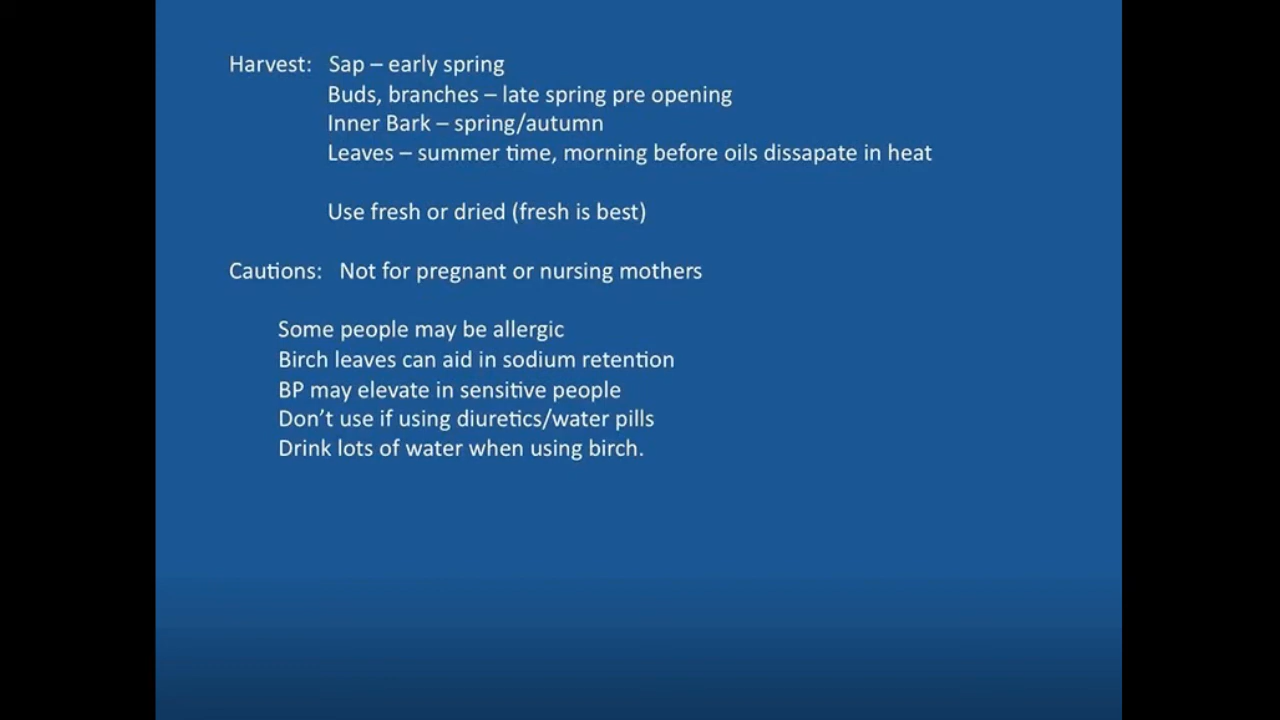 Harvest: Sap – early spring
Buds, branches – late spring pre opening
Inner Bark – spring/autumn
Leaves – summer time, morning before oils dissapate in heat
Use fresh or dried (fresh is best)
Cautions: Not for pregnant or nursing mothers
Some people may be allergic
Birch leaves can aid in sodium retention
BP may elevate in sensitive people
Don’t use if using diuretics/water pills
Drink lots of water when using birch.